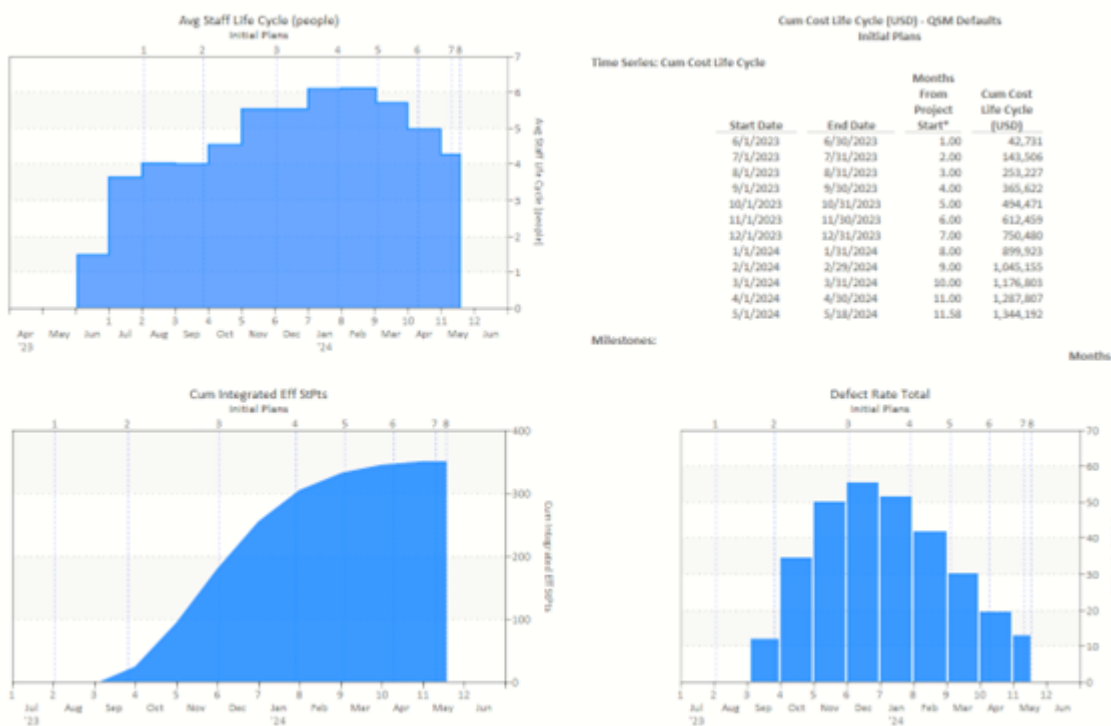 Avg Staff Life Cycle (people)
Initial Plans
1 2 3 4 5 6 7 8
7
6
5
4
3
2
1
0
Avg Staff Life Cycle (people)
1 2 3 4 5 6 7 8 9 10 11 12
Apr May Jun Jul Aug Sep Oct Nov Dec Jan Feb Mar Apr May Jun
'23 '24
Cum Cost Life Cycle (USD) - QSM Defaults
Initial Plans
Time Series: Cum Cost Life Cycle
Months
From Cum Cost
Project Life Cycle
Start Date End Date Start* (USD)
6/1/2023 6/30/2023 1.00 42,731
7/1/2023 7/31/2023 2.00 143,506
8/1/2023 8/31/2023 3.00 253,227
9/1/2023 9/30/2023 4.00 365,622
10/1/2023 10/31/2023 5.00 494,471
11/1/2023 11/30/2023 6.00 612,459
12/1/2023 12/31/2023 7.00 750,480
1/1/2024 1/31/2024 8.00 899,923
2/1/2024 2/29/2024 9.00 1,045,155
3/1/2024 3/31/2024 10.00 1,176,803
4/1/2024 4/30/2024 11.00 1,287,807
5/1/2024 5/18/2024 11.58 1,344,192
Milestones:
Months
Cum Integrated Eff StPts
Initial Plans
1 2 3 4 5 6 7 8
400
300
200
100
0
Cum Integrated Eff StPts
1 2 3 4 5 6 7 8 9 10 11 12
Jul Aug Sep Oct Nov Dec Jan Feb Mar Apr May Jun
'23 '24
Defect Rate Total
Initial Plans
1 2 3 4 5 6 7 8
70
60
50
40
30
20
10
0
1 2 3 4 5 6 7 8 9 10 11 12
Jul Aug Sep Oct Nov Dec Jan Feb Mar Apr May Jun
'23 '24